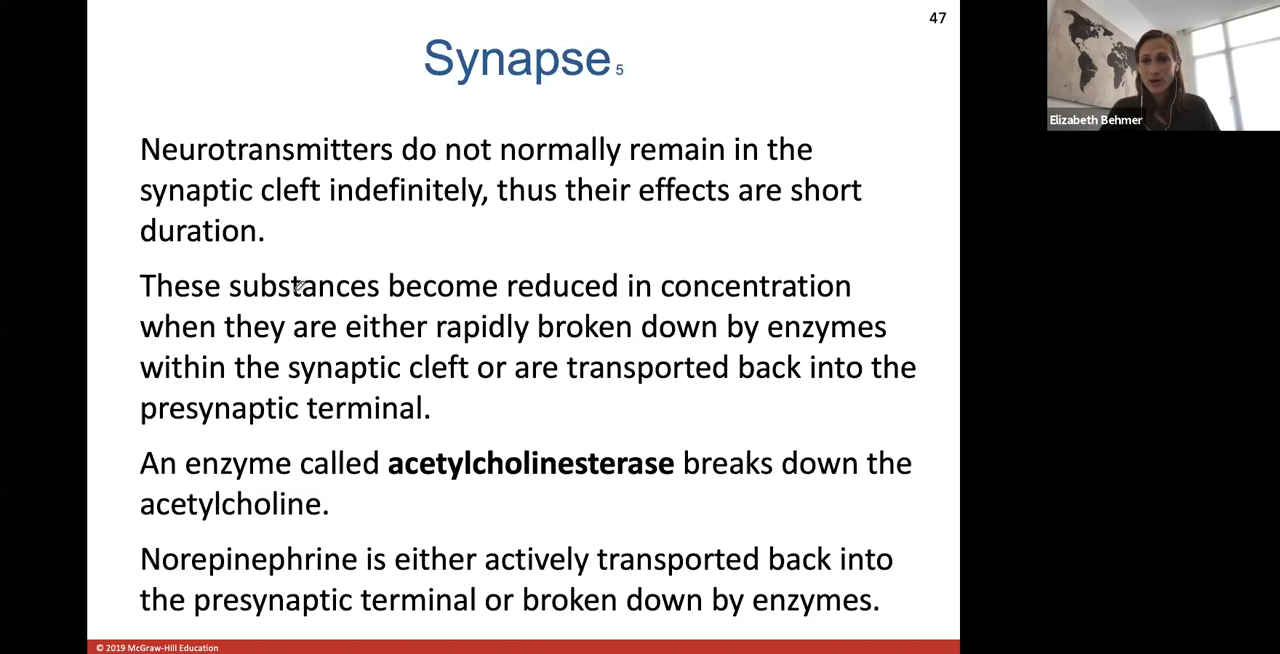 47
Synapse 5
Elizabeth Behmer
Neurotransmitters do not normally remain in the
synaptic cleft indefinitely, thus their effects are short
duration.
These substances become reduced in concentration
when they are either rapidly broken down by enzymes
within the synaptic cleft or are transported back into the
presynaptic terminal.
An enzyme called acetylcholinesterase breaks down the
acetylcholine.
Norepinephrine is either actively transported back into
the presynaptic terminal or broken down by enzymes.
© 2019 McGraw-Hill Education